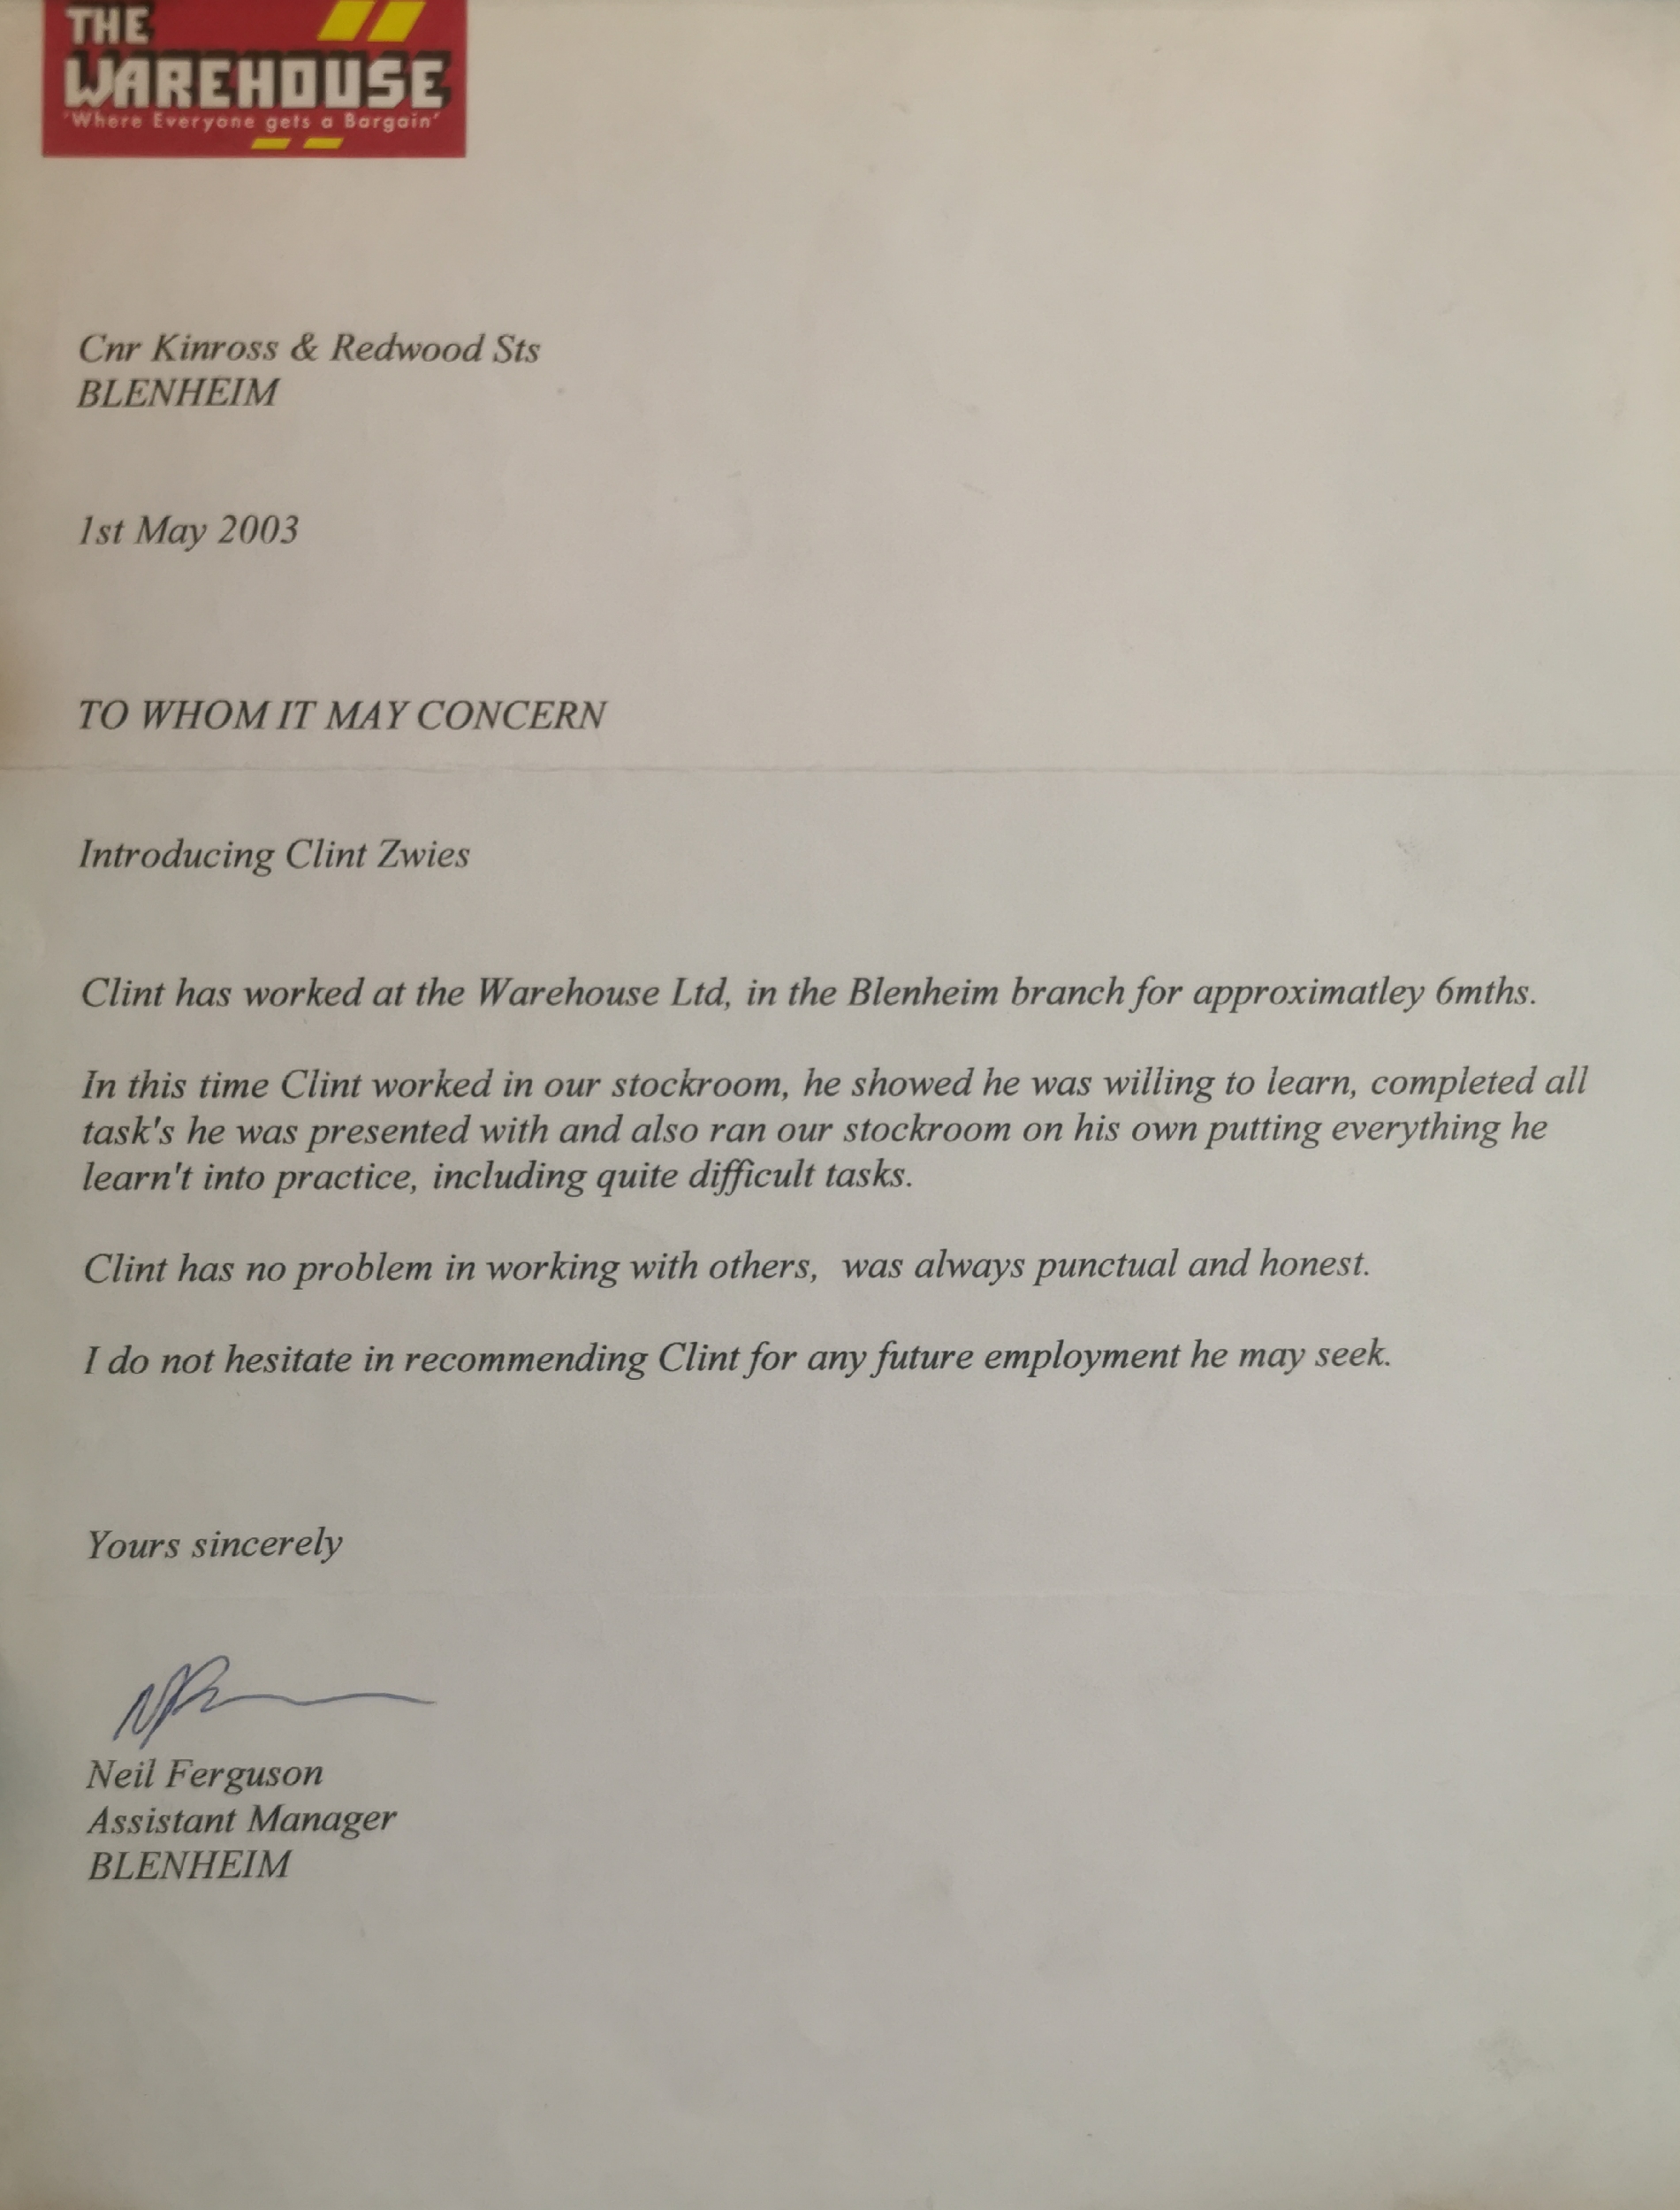 THE
WAREHOUSE
'Where Everyone gets a Bargain'
Cnr Kinross & Redwood Sts
BLENHEIM
1st May 2003
TO WHOM IT MAY CONCERN
Introducing Clint Zwies
Clint has worked at the Warehouse Ltd, in the Blenheim branch for approximatley 6mths.
In this time Clint worked in our stockroom, he showed he was willing to learn, completed all
task's he was presented with and also ran our stockroom on his own putting everything he
learn't into practice, including quite difficult tasks.
Clint has no problem in working with others,  was always punctual and honest.
I do not hesitate in recommending Clint for any future employment he may seek.
Yours sincerely
Neil Ferguson
Assistant Manager
BLENHEIM